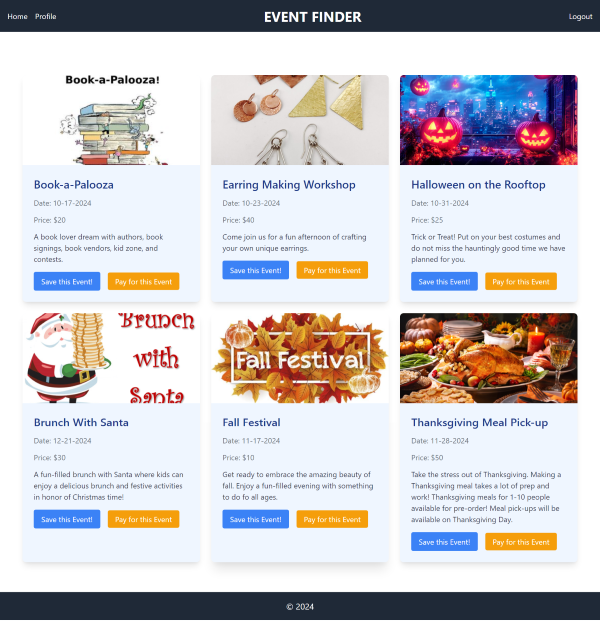 Home Profile EVENT FINDER Logout
Book-a-Palooza!
Book-a-Palooza
Date: 10-17-2024
Price: $20
A book lover dream with authors, book
signings, book vendors, kid zone, and
contests.
Save this Event! Pay for this Event
Earring Making Workshop
Date: 10-23-2024
Price: $40
Come join us for a fun afternoon of crafting
your own unique earrings.
Save this Event! Pay for this Event
Halloween on the Rooftop
Date: 10-31-2024
Price: $25
Trick or Treat! Put on your best costumes and
do not miss the hauntingly good time we have
planned for you.
Save this Event! Pay for this Event
Brunch
with
Santa
Brunch With Santa
Date: 12-21-2024
Price: $30
A fun-filled brunch with Santa where kids can
enjoy a delicious brunch and festive activities
in honor of Christmas time!
Save this Event! Pay for this Event
Fall Festival
Fall Festival
Date: 11-17-2024
Price: $10
Get ready to embrace the amazing beauty of
fall. Enjoy a fun-filled evening with something
to do fo all ages.
Save this Event! Pay for this Event
Thanksgiving Meal Pick-up
Date: 11-28-2024
Price: $50
Take the stress out of Thanksgiving. Making a
Thanksgiving meal takes a lot of prep and
work! Thanksgiving meals for 1-10 people
available for pre-order! Meal pick-ups will be
available on Thanksgiving Day.
Save this Event! Pay for this Event
© 2024